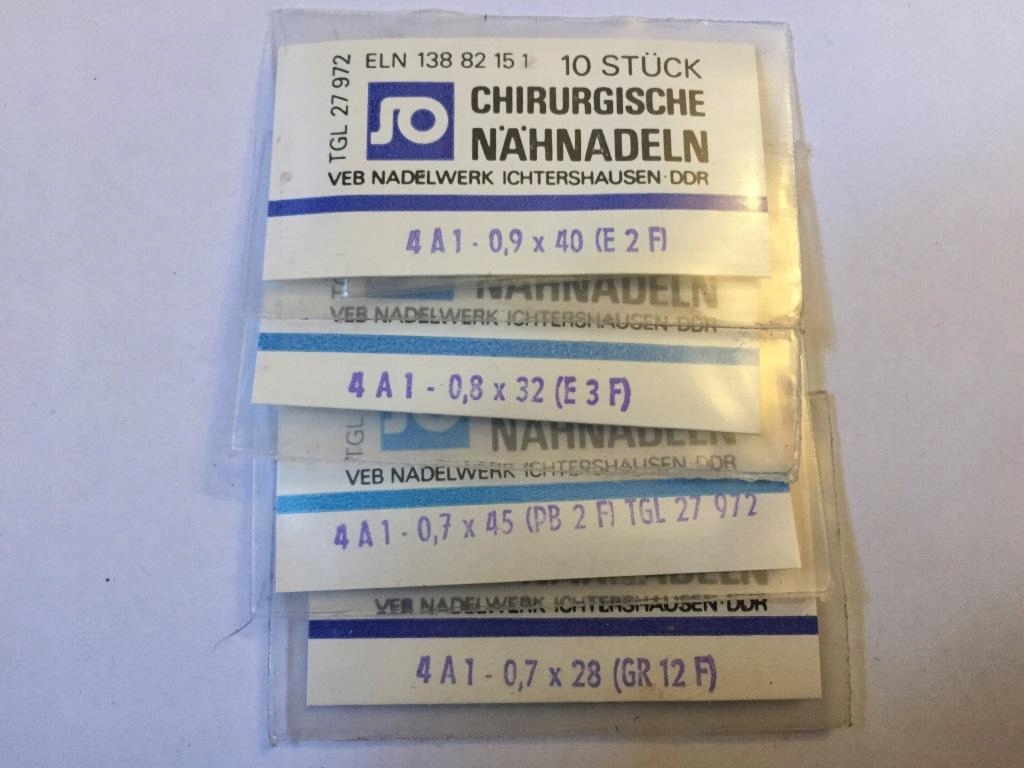 TGL 27 972
ELN 138 82 15 1 10 STÜCK
SO CHIRURGISCHE
NÄHNADELN
VEB NADELWERK ICHTERSHAUSEN · DDR
4 A 1 - 0,9 x 40 (E 2 F)
NÄHNADELN
VEB NADELWERK ICHTERSHAUSEN · DDR
4 A 1 - 0,8 x 32 (E 3 F)
TGL
SO NÄHNADELN
VEB NADELWERK ICHTERSHAUSEN · DDR
4 A 1 - 0,7 x 45 (PB 2 F) TGL 27 972
NÄHNADELN
VEB NADELWERK ICHTERSHAUSEN · DDR
4 A 1 - 0,7 x 28 (GR 12 F)